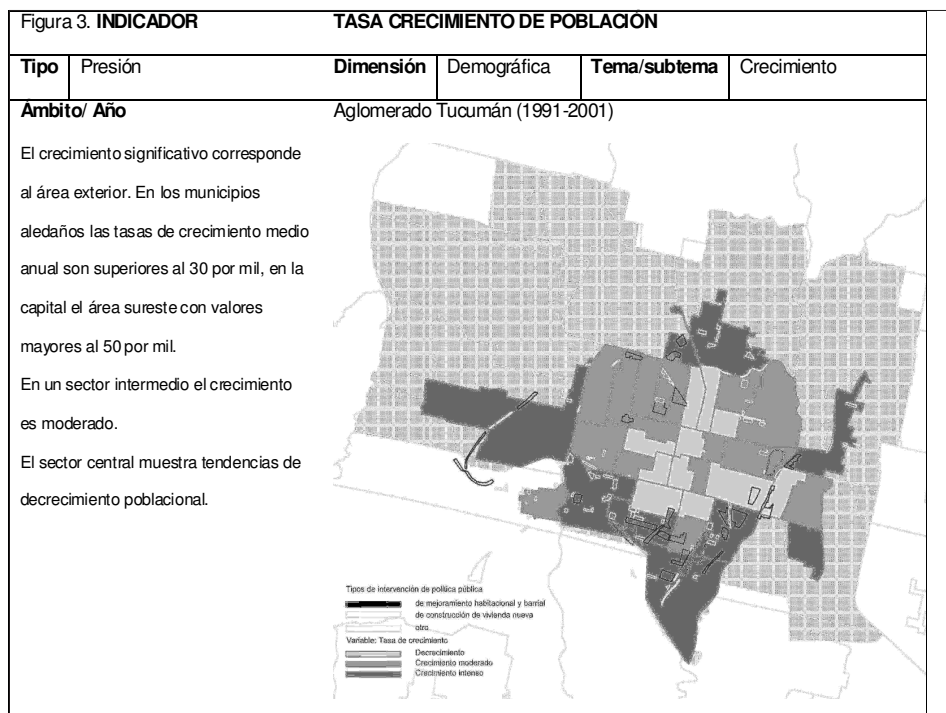 Figura 3. INDICADOR TASA CRECIMIENTO DE POBLACIÓN
Tipo Presión Dimensión Demográfica Tema/subtema Crecimiento
Ámbito/ Año Aglomerado Tucumán (1991-2001)
El crecimiento significativo corresponde
al área exterior. En los municipios
aledaños las tasas de crecimiento medio
anual son superiores al 30 por mil, en la
capital el área sureste con valores
mayores al 50 por mil.
En un sector intermedio el crecimiento
es moderado.
El sector central muestra tendencias de
decrecimiento poblacional.
Tipos de intervención de política pública
de mejoramiento habitacional y barrial
de construcción de vivienda nueva
otro
Variable: Tasa de crecimiento
Decrecimiento
Crecimiento moderado
Crecimiento intenso